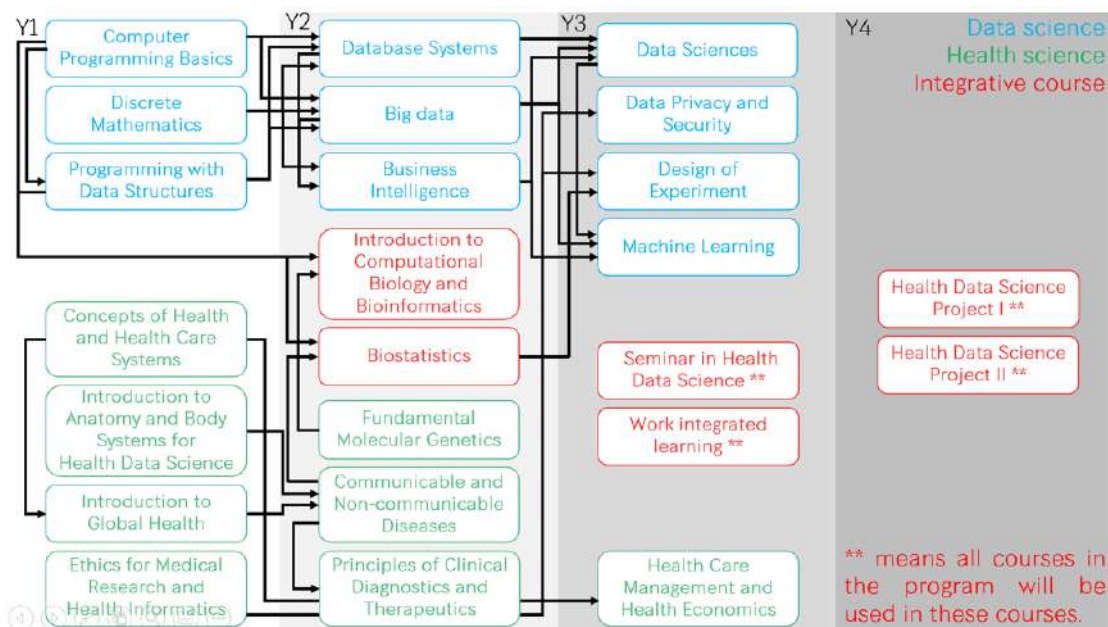 Y1
Computer
Programming Basics
Discrete
Mathematics
Programming with
Data Structures
Concepts of Health
and Health Care
Systems
Introduction to
Anatomy and Body
Systems for
Health Data Science
Introduction to
Global Health
Ethics for Medical
Research and
Health Informatics
Y2
Database Systems
Big data
Business
Intelligence
Introduction to
Computational
Biology and
Bioinformatics
Biostatistics
Fundamental
Molecular Genetics
Communicable and
Non-communicable
Diseases
Principles of Clinical
Diagnostics and
Therapeutics
Y3
Data Sciences
Data Privacy and
Security
Design of
Experiment
Machine Learning
Seminar in Health
Data Science **
Work integrated
learning **
Health Care
Management and
Health Economics
Y4
Data science
Health science
Integrative course
Health Data Science
Project I **
Health Data Science
Project II **
** means all courses in
the program will be
used in these courses.